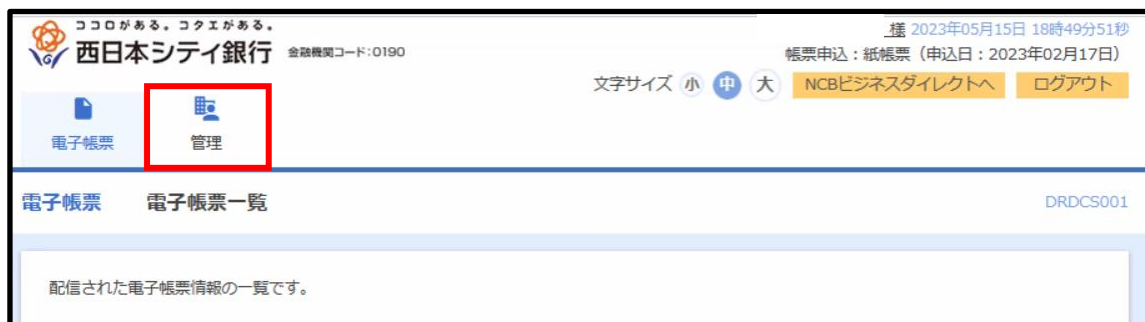 ココロがある。コタエがある。
西日本シティ銀行 金融機関コード:0190
様 2023年05月15日 18時49分51秒
帳票申込：紙帳票（申込日：2023年02月17日）
文字サイズ 小 中 大 NCBビジネスダイレクトへ ログアウト
電子帳票 管理
電子帳票 電子帳票一覧 DRDCS001
配信された電子帳票情報の一覧です。